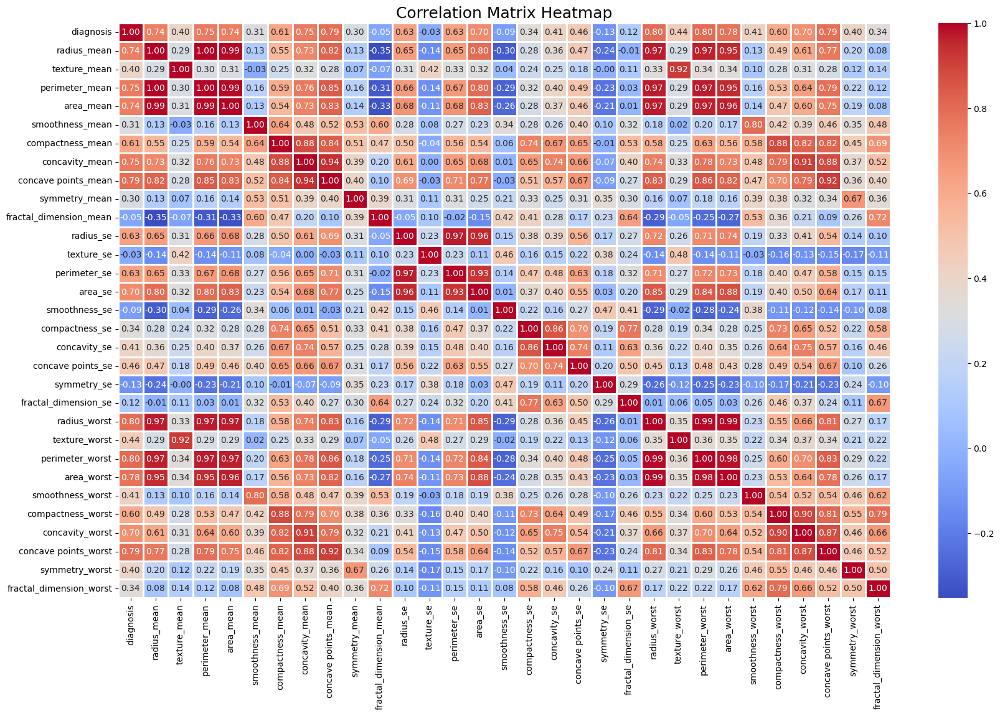 Correlation Matrix Heatmap
diagnosis 1.00 0.74 0.40 0.75 0.74 0.31 0.61 0.75 0.79 0.30 -0.05 0.63 -0.03 0.63 0.70 -0.09 0.34 0.41 0.46 -0.13 0.12 0.80 0.44 0.80 0.78 0.41 0.60 0.70 0.79 0.40 0.34
radius_mean 0.74 1.00 0.29 1.00 0.99 0.13 0.55 0.73 0.82 0.13 -0.35 0.65 -0.14 0.65 0.80 -0.30 0.28 0.36 0.47 -0.24 -0.01 0.97 0.29 0.97 0.95 0.13 0.49 0.61 0.77 0.20 0.08
texture_mean 0.40 0.29 1.00 0.30 0.31 -0.03 0.25 0.32 0.28 0.07 -0.07 0.31 0.42 0.33 0.32 0.04 0.24 0.25 0.18 -0.00 0.11 0.33 0.92 0.34 0.34 0.10 0.28 0.31 0.28 0.12 0.14
perimeter_mean 0.75 1.00 0.30 1.00 0.99 0.16 0.59 0.76 0.85 0.16 -0.31 0.66 -0.14 0.67 0.80 -0.29 0.32 0.40 0.49 -0.23 0.03 0.97 0.29 0.97 0.95 0.16 0.53 0.64 0.79 0.22 0.12
area_mean 0.74 0.99 0.31 0.99 1.00 0.13 0.54 0.73 0.83 0.14 -0.33 0.68 -0.11 0.68 0.83 -0.26 0.28 0.37 0.46 -0.21 0.01 0.97 0.29 0.97 0.96 0.14 0.47 0.60 0.75 0.19 0.08
smoothness_mean 0.31 0.13 -0.03 0.16 0.13 1.00 0.64 0.48 0.52 0.53 0.60 0.28 0.08 0.27 0.23 0.34 0.28 0.26 0.40 0.10 0.32 0.18 0.02 0.20 0.17 0.80 0.42 0.39 0.46 0.35 0.48
compactness_mean 0.61 0.55 0.25 0.59 0.54 0.64 1.00 0.88 0.84 0.51 0.47 0.50 -0.04 0.56 0.54 0.06 0.74 0.67 0.65 -0.01 0.53 0.58 0.25 0.63 0.56 0.58 0.88 0.82 0.82 0.45 0.69
concavity_mean 0.75 0.73 0.32 0.76 0.73 0.48 0.88 1.00 0.94 0.39 0.20 0.61 0.00 0.65 0.68 0.01 0.65 0.74 0.66 -0.07 0.40 0.74 0.33 0.78 0.73 0.48 0.79 0.91 0.88 0.37 0.52
concave points_mean 0.79 0.82 0.28 0.85 0.83 0.52 0.84 0.94 1.00 0.40 0.10 0.69 -0.03 0.71 0.77 -0.03 0.51 0.57 0.67 -0.09 0.27 0.83 0.29 0.86 0.82 0.47 0.70 0.79 0.92 0.36 0.40
symmetry_mean 0.30 0.13 0.07 0.16 0.14 0.53 0.51 0.39 0.40 1.00 0.39 0.31 0.11 0.31 0.25 0.21 0.33 0.25 0.31 0.35 0.30 0.16 0.07 0.18 0.16 0.39 0.38 0.32 0.34 0.67 0.36
fractal_dimension_mean -0.05 -0.35 -0.07 -0.31 -0.33 0.60 0.47 0.20 0.10 0.39 1.00 -0.05 0.10 -0.02 -0.15 0.42 0.41 0.28 0.17 0.23 0.64 -0.29 -0.05 -0.25 -0.27 0.53 0.36 0.21 0.09 0.26 0.72
radius_se 0.63 0.65 0.31 0.66 0.68 0.28 0.50 0.61 0.69 0.31 -0.05 1.00 0.23 0.97 0.96 0.15 0.38 0.39 0.56 0.17 0.27 0.72 0.26 0.71 0.74 0.19 0.33 0.41 0.54 0.14 0.10
texture_se -0.03 -0.14 0.42 -0.14 -0.11 0.08 -0.04 0.00 -0.03 0.11 0.10 0.23 1.00 0.23 0.11 0.46 0.16 0.15 0.22 0.38 0.24 -0.14 0.48 -0.14 -0.11 -0.03 -0.16 -0.13 -0.15 -0.17 -0.11
perimeter_se 0.63 0.65 0.33 0.67 0.68 0.27 0.56 0.65 0.71 0.31 -0.02 0.97 0.23 1.00 0.93 0.14 0.47 0.48 0.63 0.18 0.32 0.71 0.27 0.72 0.73 0.18 0.40 0.47 0.58 0.15 0.15
area_se 0.70 0.80 0.32 0.80 0.83 0.23 0.54 0.68 0.77 0.25 -0.15 0.96 0.11 0.93 1.00 0.01 0.37 0.40 0.55 0.03 0.20 0.85 0.29 0.84 0.88 0.19 0.40 0.50 0.64 0.17 0.11
smoothness_se -0.09 -0.30 0.04 -0.29 -0.26 0.34 0.06 0.01 -0.03 0.21 0.42 0.15 0.46 0.14 0.01 1.00 0.22 0.16 0.27 0.47 0.41 -0.29 -0.02 -0.28 -0.24 0.38 -0.11 -0.12 -0.14 -0.10 0.08
compactness_se 0.34 0.28 0.24 0.32 0.28 0.28 0.74 0.65 0.51 0.33 0.41 0.38 0.16 0.47 0.37 0.22 1.00 0.86 0.70 0.19 0.77 0.28 0.19 0.34 0.28 0.25 0.73 0.65 0.52 0.22 0.58
concavity_se 0.41 0.36 0.25 0.40 0.37 0.26 0.67 0.74 0.57 0.25 0.28 0.39 0.15 0.48 0.40 0.16 0.86 1.00 0.74 0.11 0.63 0.36 0.22 0.40 0.35 0.26 0.64 0.75 0.57 0.16 0.46
concave points_se 0.46 0.47 0.18 0.49 0.46 0.40 0.65 0.66 0.67 0.31 0.17 0.56 0.22 0.63 0.55 0.27 0.70 0.74 1.00 0.20 0.50 0.45 0.13 0.48 0.43 0.28 0.49 0.54 0.67 0.10 0.26
symmetry_se -0.13 -0.24 -0.00 -0.23 -0.21 0.10 -0.01 -0.07 -0.09 0.35 0.23 0.17 0.38 0.18 0.03 0.47 0.19 0.11 0.20 1.00 0.29 -0.26 -0.12 -0.25 -0.23 -0.10 -0.17 -0.21 -0.23 0.24 -0.10
fractal_dimension_se 0.12 -0.01 0.11 0.03 0.01 0.32 0.53 0.40 0.27 0.30 0.64 0.27 0.24 0.32 0.20 0.41 0.77 0.63 0.50 0.29 1.00 0.01 0.06 0.05 0.03 0.26 0.46 0.37 0.24 0.11 0.67
radius_worst 0.80 0.97 0.33 0.97 0.97 0.18 0.58 0.74 0.83 0.16 -0.29 0.72 -0.14 0.71 0.85 -0.29 0.28 0.36 0.45 -0.26 0.01 1.00 0.35 0.99 0.99 0.23 0.55 0.66 0.81 0.27 0.17
texture_worst 0.44 0.29 0.92 0.29 0.29 0.02 0.25 0.33 0.29 0.07 -0.05 0.26 0.48 0.27 0.29 -0.02 0.19 0.22 0.13 -0.12 0.06 0.35 1.00 0.36 0.35 0.22 0.34 0.37 0.34 0.21 0.22
perimeter_worst 0.80 0.97 0.34 0.97 0.97 0.20 0.63 0.78 0.86 0.18 -0.25 0.71 -0.14 0.72 0.84 -0.28 0.34 0.40 0.48 -0.25 0.05 0.99 0.36 1.00 0.98 0.25 0.60 0.70 0.83 0.29 0.22
area_worst 0.78 0.95 0.34 0.95 0.96 0.17 0.56 0.73 0.82 0.16 -0.27 0.74 -0.11 0.73 0.88 -0.24 0.28 0.35 0.43 -0.23 0.03 0.99 0.35 0.98 1.00 0.23 0.53 0.64 0.78 0.26 0.17
smoothness_worst 0.41 0.13 0.10 0.16 0.14 0.80 0.58 0.48 0.47 0.39 0.53 0.19 -0.03 0.18 0.19 0.38 0.25 0.26 0.28 -0.10 0.26 0.23 0.22 0.25 0.23 1.00 0.54 0.52 0.54 0.46 0.62
compactness_worst 0.60 0.49 0.28 0.53 0.47 0.42 0.88 0.79 0.70 0.38 0.36 0.33 -0.16 0.40 0.40 -0.11 0.73 0.64 0.49 -0.17 0.46 0.55 0.34 0.60 0.53 0.54 1.00 0.90 0.81 0.55 0.79
concavity_worst 0.70 0.61 0.31 0.64 0.60 0.39 0.82 0.91 0.79 0.32 0.21 0.41 -0.13 0.47 0.50 -0.12 0.65 0.75 0.54 -0.21 0.37 0.66 0.37 0.70 0.64 0.52 0.90 1.00 0.87 0.46 0.66
concave points_worst 0.79 0.77 0.28 0.79 0.75 0.46 0.82 0.88 0.92 0.34 0.09 0.54 -0.15 0.58 0.64 -0.14 0.52 0.57 0.67 -0.23 0.24 0.81 0.34 0.83 0.78 0.54 0.81 0.87 1.00 0.46 0.52
symmetry_worst 0.40 0.20 0.12 0.22 0.19 0.35 0.45 0.37 0.36 0.67 0.26 0.14 -0.17 0.15 0.17 -0.10 0.22 0.16 0.10 0.24 0.11 0.27 0.21 0.29 0.26 0.46 0.55 0.46 0.46 1.00 0.50
fractal_dimension_worst 0.34 0.08 0.14 0.12 0.08 0.48 0.69 0.52 0.40 0.36 0.72 0.10 -0.11 0.15 0.11 0.08 0.58 0.46 0.26 -0.10 0.67 0.17 0.22 0.22 0.17 0.62 0.79 0.66 0.52 0.50 1.00
diagnosis
radius_mean
texture_mean
perimeter_mean
area_mean
smoothness_mean
compactness_mean
concavity_mean
concave points_mean
symmetry_mean
fractal_dimension_mean
radius_se
texture_se
perimeter_se
area_se
smoothness_se
compactness_se
concavity_se
concave points_se
symmetry_se
fractal_dimension_se
radius_worst
texture_worst
perimeter_worst
area_worst
smoothness_worst
compactness_worst
concavity_worst
concave points_worst
symmetry_worst
fractal_dimension_worst
1.0
0.8
0.6
0.4
0.2
0.0
−0.2